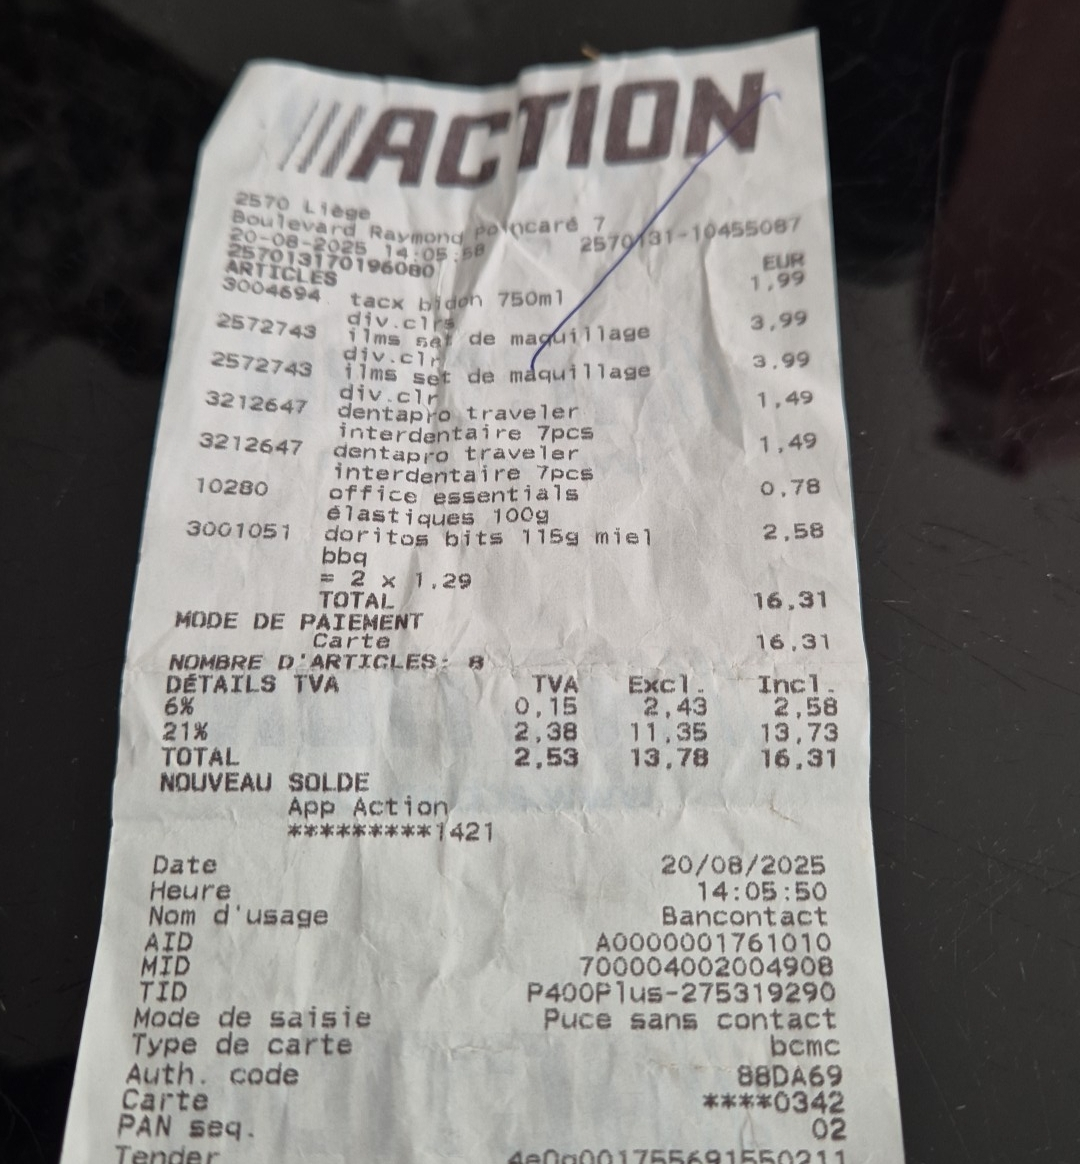 ///ACTION
2570 Liège
Boulevard Raymond Poincaré 7
20-08-2025 14:05:58 2570131-10455087
257013170196080
ARTICLES EUR
3004694 tacx bidon 750ml 1,99
div.clrs
2572743 ilms set de maquillage 3,99
div.clr
2572743 ilms set de maquillage 3,99
div.clr
3212647 dentapro traveler 1,49
interdentaire 7pcs
3212647 dentapro traveler 1,49
interdentaire 7pcs
10280 office essentials 0,78
élastiques 100g
3001051 doritos bits 115g miel 2,58
bbq
= 2 x 1,29
TOTAL 16,31
MODE DE PAIEMENT
Carte 16,31
NOMBRE D'ARTICLES: 8
DÉTAILS TVA TVA Excl. Incl.
6% 0,15 2,43 2,58
21% 2,38 11,35 13,73
TOTAL 2,53 13,78 16,31
NOUVEAU SOLDE
App Action
*********1421
Date 20/08/2025
Heure 14:05:50
Nom d'usage Bancontact
AID A0000001761010
MID 700004002004908
TID P400Plus-275319290
Mode de saisie Puce sans contact
Type de carte bcmc
Auth. code 88DA69
Carte ****0342
PAN seq. 02
Tender